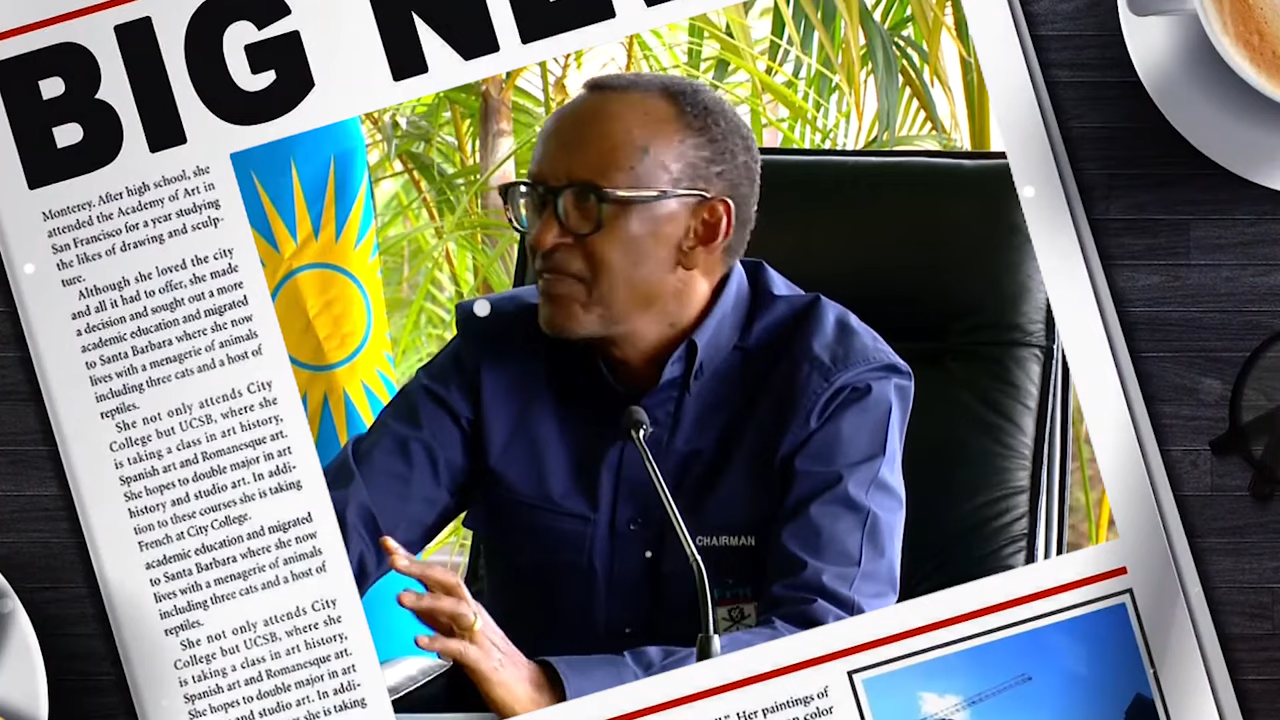 BIG
Monterey. After high school, she
attended the Academy of Art in
San Francisco for a year studying
the likes of drawing and sculp-
ture.
Although she loved the city
and all it had to offer, she made
a decision and sought out a more
academic education and migrated
to Santa Barbara where she now
lives with a menagerie of animals
including three cats and a host of
reptiles.
She not only attends City
College but UCSB, where she
is taking a class in art history,
Spanish art and Romanesque art.
She hopes to double major in art
history and studio art. In addi-
tion to these courses she is taking
French at City College.
academic education and migrated
to Santa Barbara where she now
lives with a menagerie of animals
including three cats and a host of
reptiles.
She not only attends City
College but UCSB, where she
is taking a class in art history,
Spanish art and Romanesque art.
She hopes to double major in art
and studio art. In addi-
she is taking
CHAIRMAN
Her paintings of
color